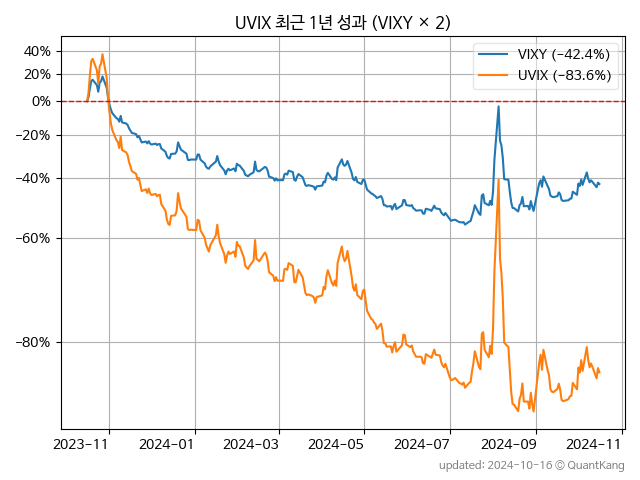 UVIX 최근 1년 성과 (VIXY × 2)
VIXY (−42.4%)
UVIX (−83.6%)
40%
20%
0%
−20%
−40%
−60%
−80%
2023−11 2024−01 2024−03 2024−05 2024−07 2024−09 2024−11
updated: 2024-10-16 © QuantKang